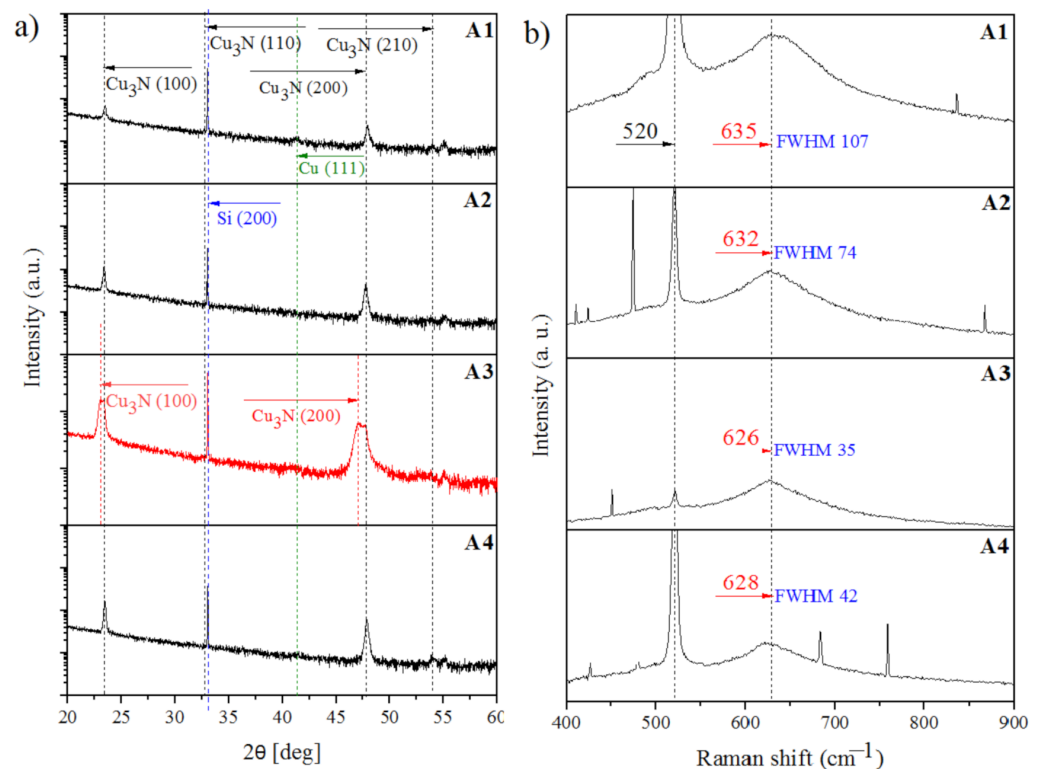 a)
A1
Cu3N (110)
Cu3N (210)
Cu3N (100)
Cu3N (200)
Cu (111)
A2
Si (200)
A3
Cu3N (100)
Cu3N (200)
A4
Intensity (a.u.)
20 25 30 35 40 45 50 55 60
2θ [deg]
b)
A1
520
635
FWHM 107
A2
632
FWHM 74
A3
626
FWHM 35
A4
628
FWHM 42
Intensity (a. u.)
400 500 600 700 800 900
Raman shift (cm−1)